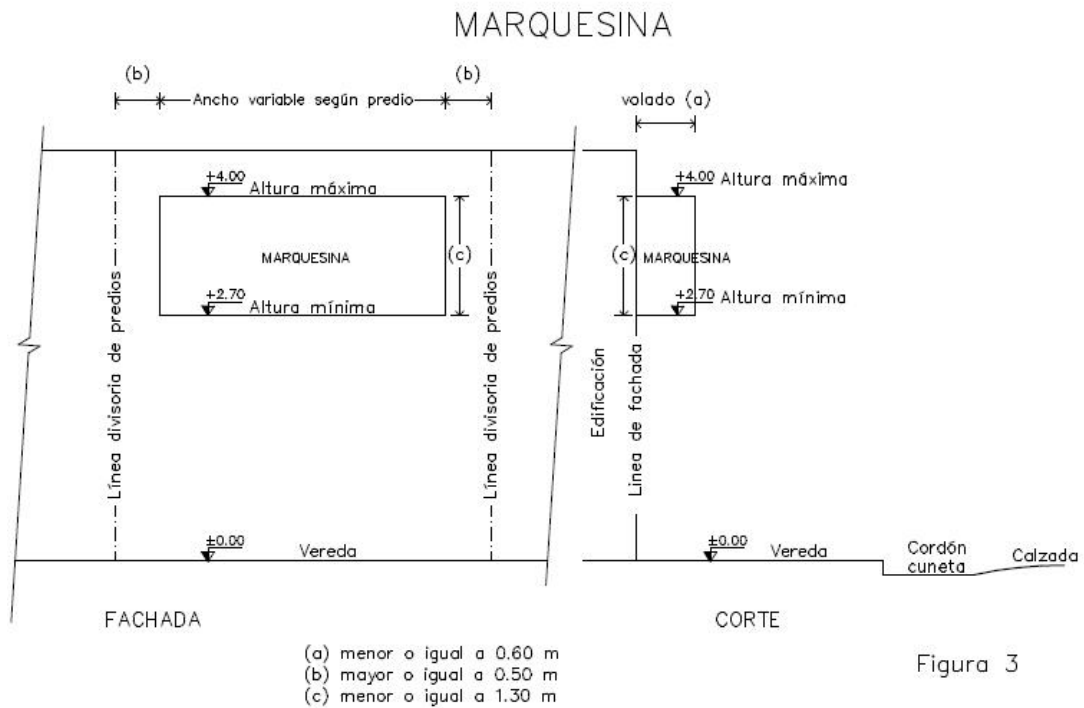 MARQUESINA
(b)
(b)
Ancho variable según predio
volado (a)
+4.00
Altura máxima
+4.00 Altura máxima
(c)
(c)
MARQUESINA
MARQUESINA
+2.70
Altura mínima
+2.70 Altura mínima
Línea divisoria de predios
Línea divisoria de predios
Edificación
Linea de fachada
±0.00
Vereda
±0.00
Vereda
Cordón
cuneta
Calzada
FACHADA
CORTE
(a) menor o igual a 0.60 m
(b) mayor o igual a 0.50 m
(c) menor o igual a 1.30 m
Figura 3